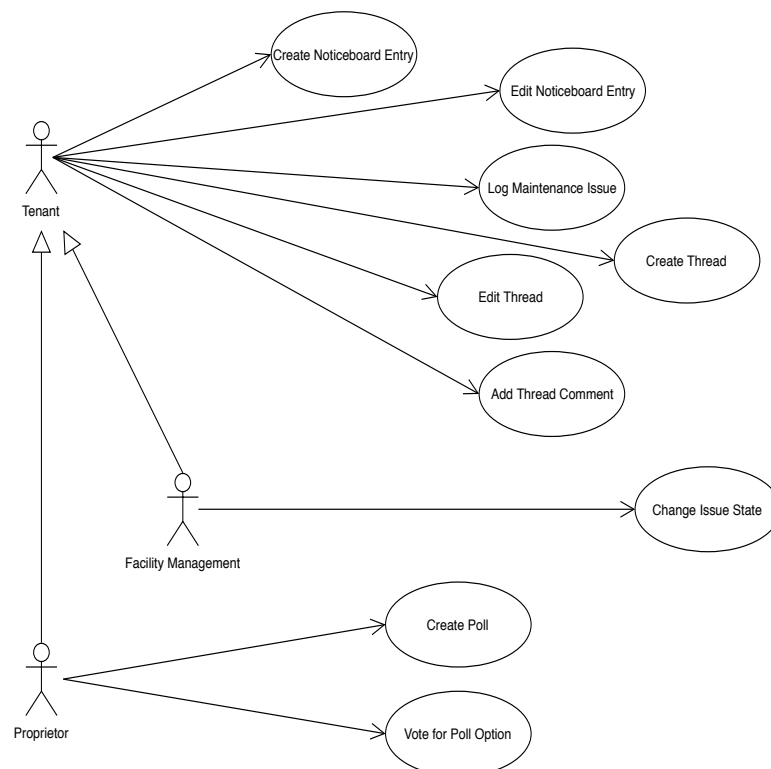 Create Noticeboard Entry
Edit Noticeboard Entry
Log Maintenance Issue
Tenant
Create Thread
Edit Thread
Add Thread Comment
Change Issue State
Facility Management
Create Poll
Proprietor
Vote for Poll Option